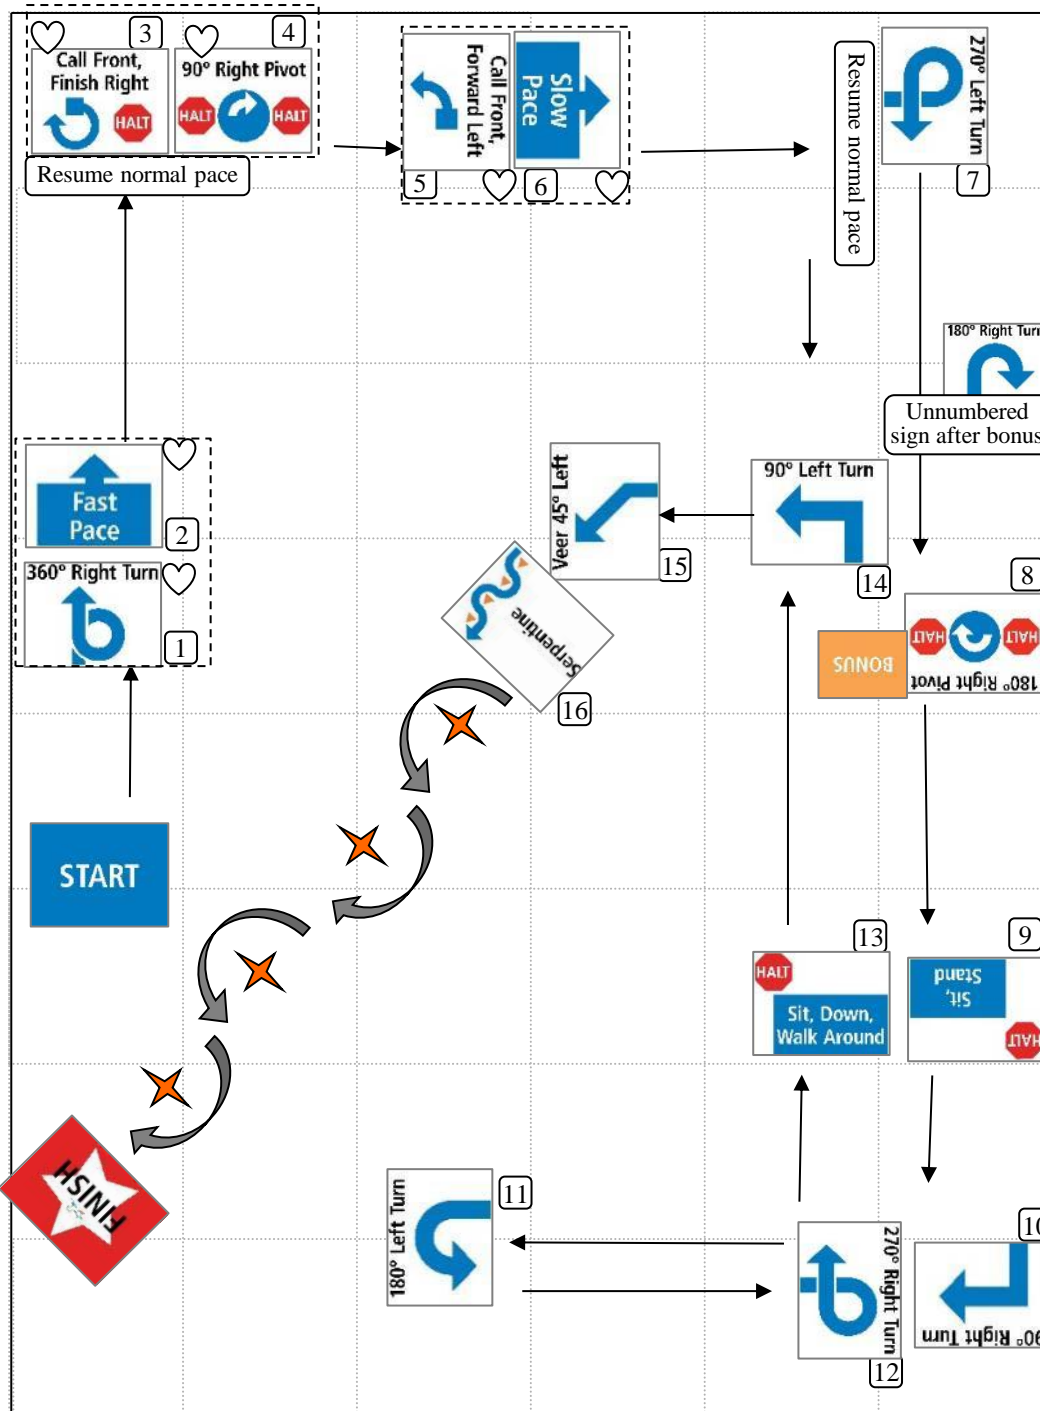 3
Call Front,
Finish Right
HALT
4
90° Right Pivot
HALT
HALT
Resume normal pace
Call Front,
Forward Left
5
Slow
Pace
6
Resume normal pace
270° Left Turn
7
180° Right Turn
Unnumbered
sign after bonus
Fast
Pace
2
360° Right Turn
1
START
Veer 45° Left
15
90° Left Turn
14
Serpentine
16
8
HALT
HALT
180° Right Pivot
BONUS
13
HALT
Sit, Down,
Walk Around
9
Sit,
Stand
HALT
FINISH
180° Left Turn
11
270° Right Turn
12
10
90° Right Turn